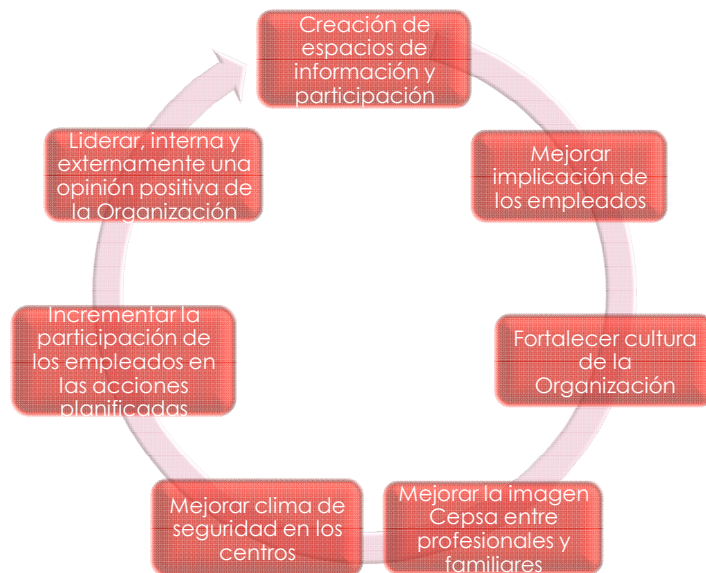 Creación de
espacios de
información y
participación
Mejorar
implicación de
los empleados
Fortalecer cultura
de la
Organización
Mejorar la imagen
Cepsa entre
profesionales y
familiares
Mejorar clima de
seguridad en los
centros
Incrementar la
participación de
los empleados en
las acciones
planificadas
Liderar, interna y
externamente una
opinión positiva de
la Organización